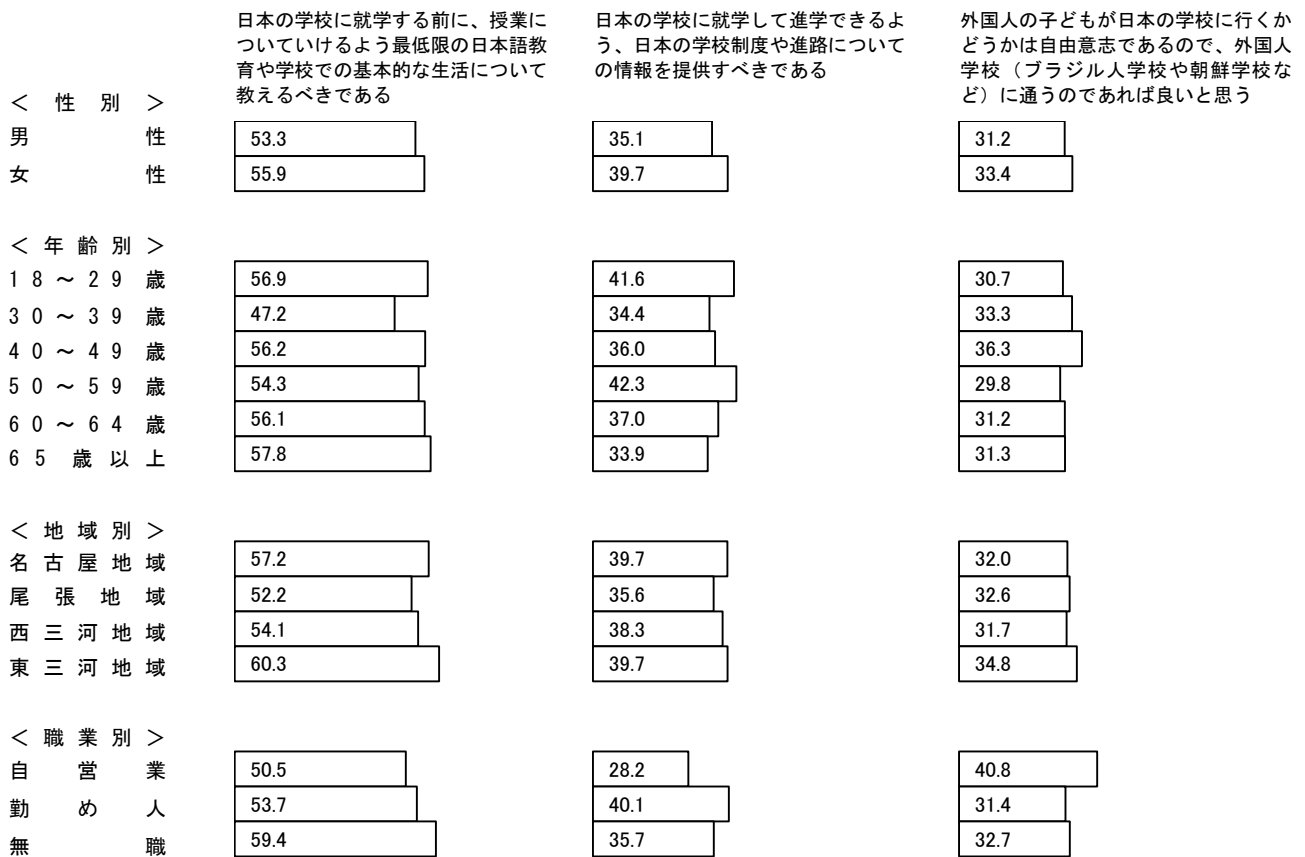 日本の学校に就学する前に、授業に
ついていけるよう最低限の日本語教
育や学校での基本的な生活について
教えるべきである
日本の学校に就学して進学できるよ
う、日本の学校制度や進路について
の情報を提供すべきである
外国人の子どもが日本の学校に行くか
どうかは自由意志であるので、外国人
学校（ブラジル人学校や朝鮮学校な
ど）に通うのであれば良いと思う
＜性別＞
男性 53.3 35.1 31.2
女性 55.9 39.7 33.4
＜年齢別＞
18～29歳 56.9 41.6 30.7
30～39歳 47.2 34.4 33.3
40～49歳 56.2 36.0 36.3
50～59歳 54.3 42.3 29.8
60～64歳 56.1 37.0 31.2
65歳以上 57.8 33.9 31.3
＜地域別＞
名古屋地域 57.2 39.7 32.0
尾張地域 52.2 35.6 32.6
西三河地域 54.1 38.3 31.7
東三河地域 60.3 39.7 34.8
＜職業別＞
自営業 50.5 28.2 40.8
勤め人 53.7 40.1 31.4
無職 59.4 35.7 32.7